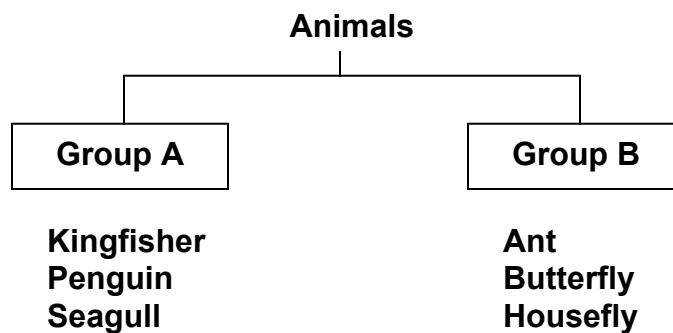 Animals
Group A
Group B
Kingfisher
Penguin
Seagull
Ant
Butterfly
Housefly